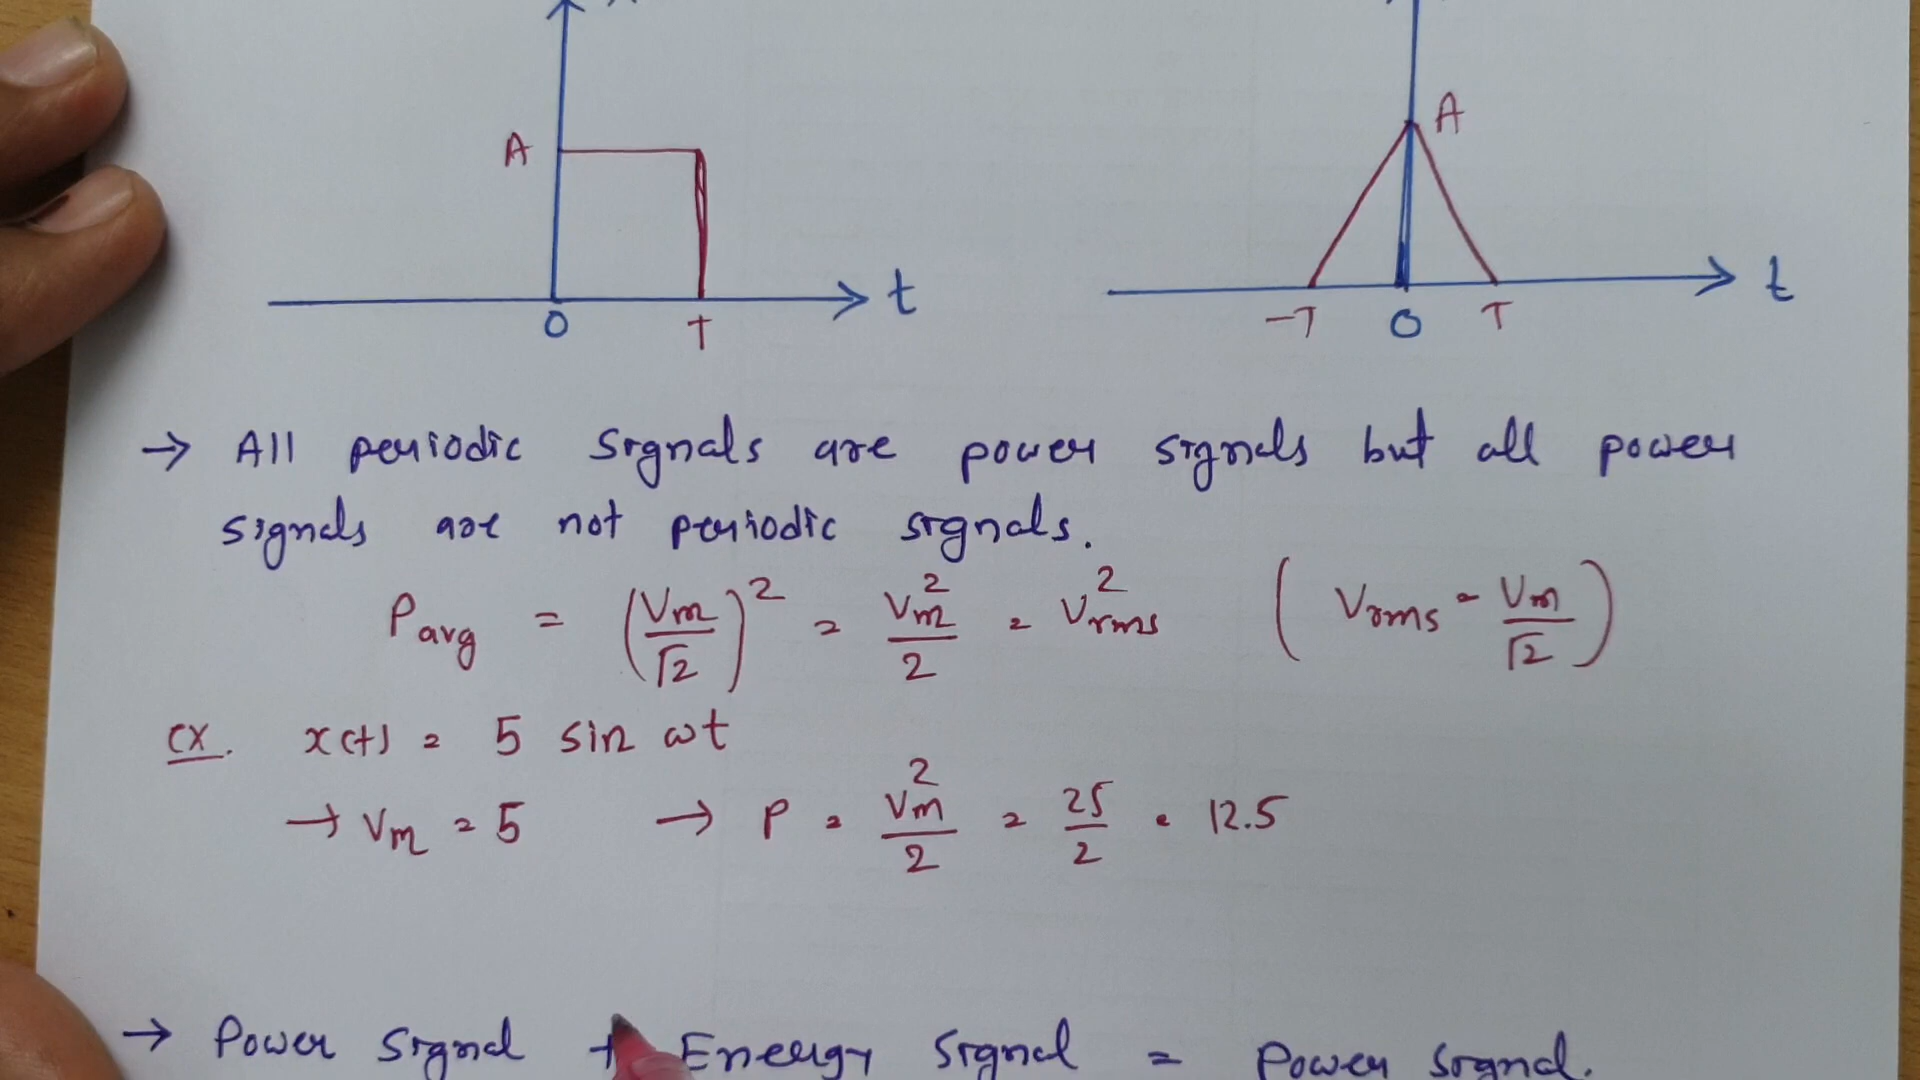 A
t
0
T
A
t
-T
0
T
→ All periodic signals are power signals but all power
signals are not periodic signals.
Pavg = (Vm/√2)² = Vm²/2 = Vrms² (Vrms = Vm/√2)
Ex. x(t) = 5 sin ωt
→ Vm = 5 → P = Vm²/2 = 25/2 = 12.5
→ Power Signal + Energy Signal = Power Signal.